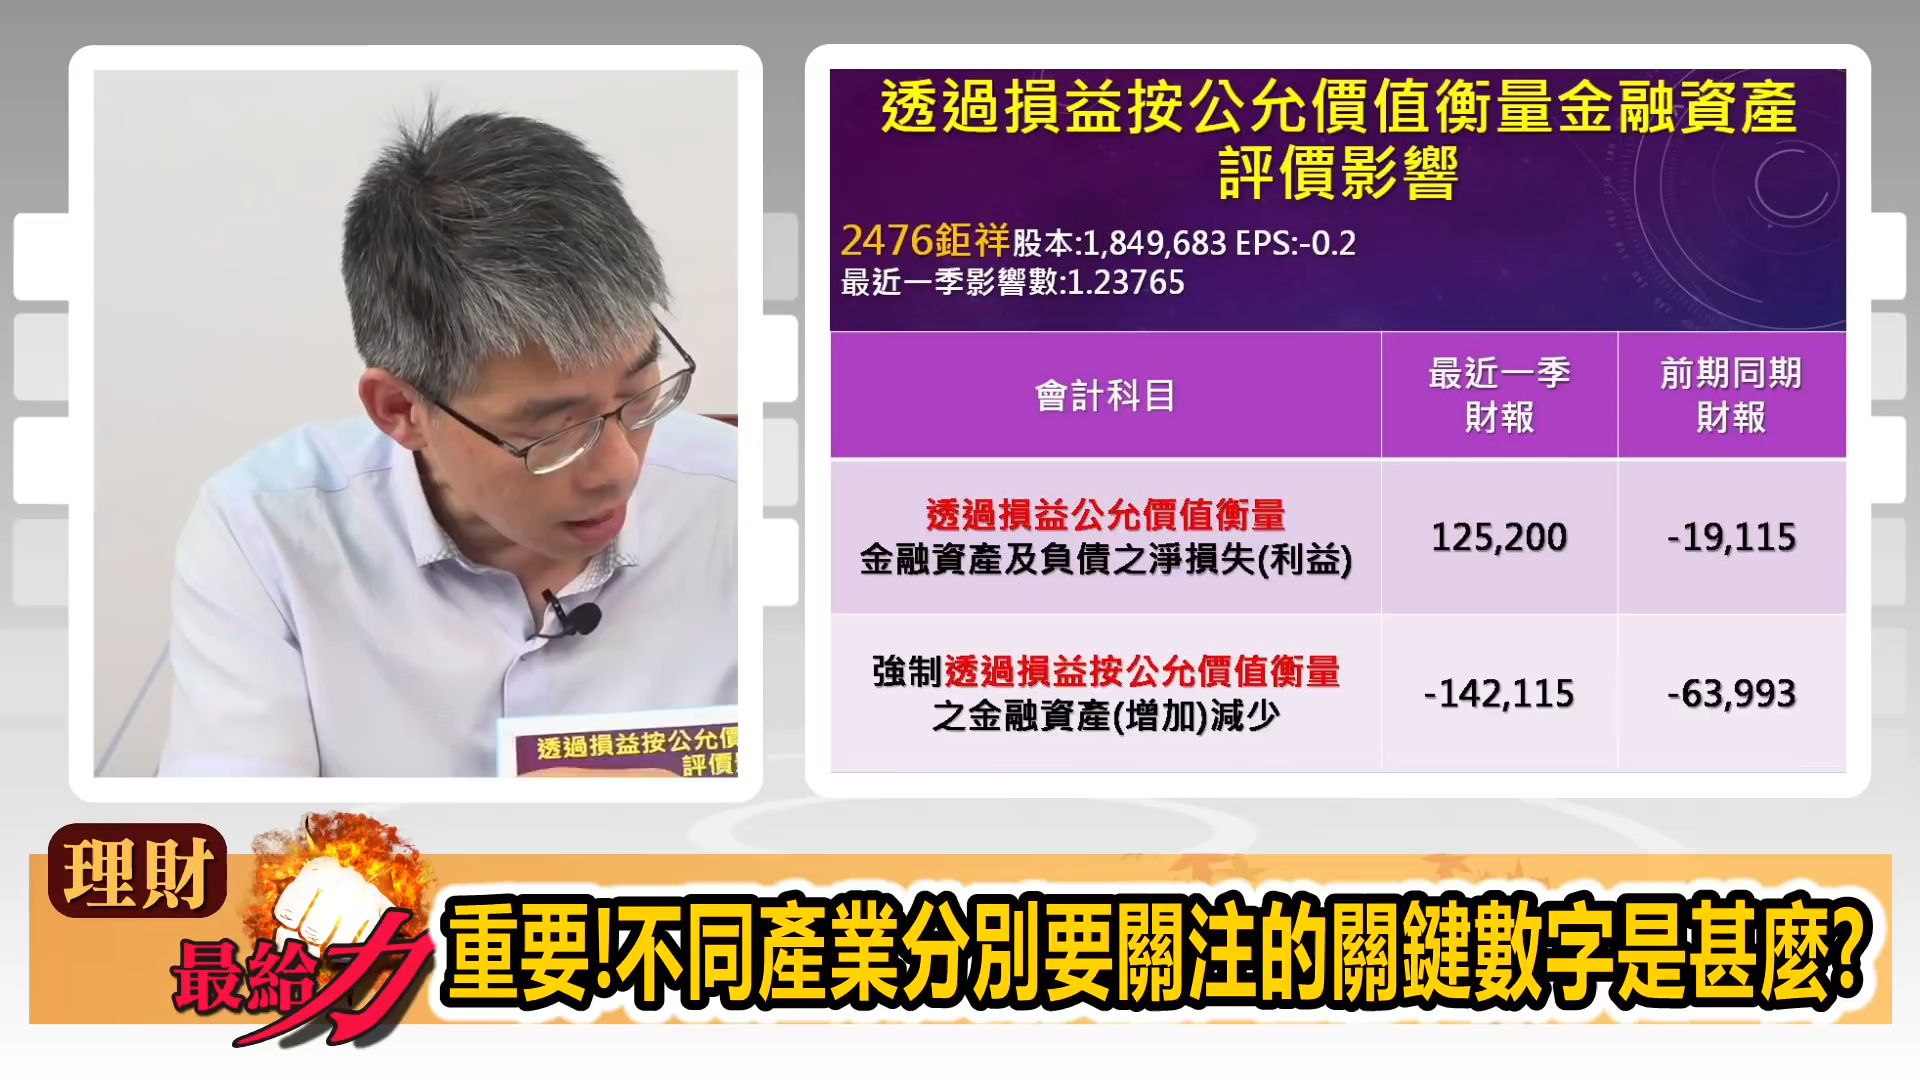 透過損益按公允價值衡量金融資產
評價影響
2476鉅祥股本:1,849,683 EPS:-0.2
最近一季影響數:1.23765
會計科目
最近一季
財報
前期同期
財報
透過損益公允價值衡量
金融資產及負債之淨損失(利益)
125,200
-19,115
強制透過損益按公允價值衡量
之金融資產(增加)減少
-142,115
-63,993
透過損益按公允價
評價
理財
最給力
重要!不同產業分別要關注的關鍵數字是甚麼?